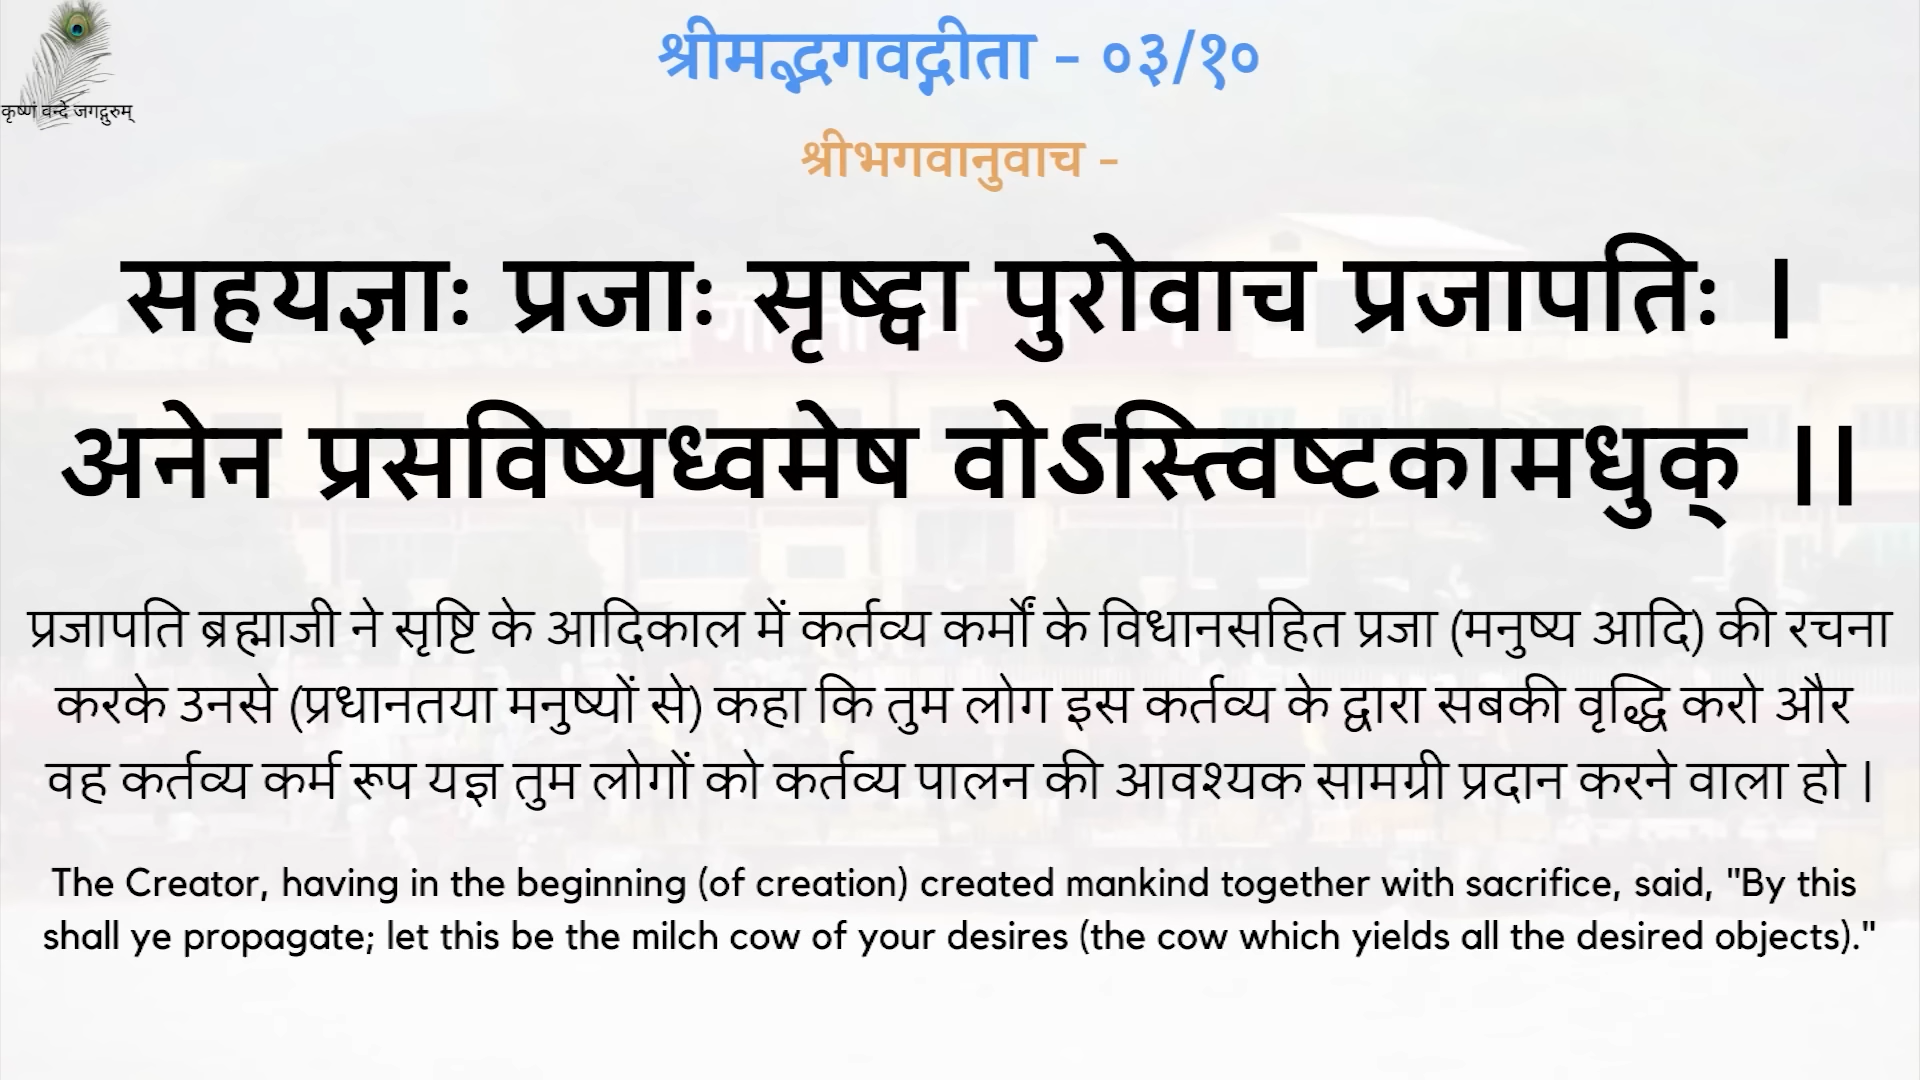 श्रीमद्भगवद्गीता - ०३/१०
कृष्णं वन्दे जगद्गुरुम्
श्रीभगवानुवाच -
सहयज्ञाः प्रजाः सृष्ट्वा पुरोवाच प्रजापतिः ।
अनेन प्रसविष्यध्वमेष वोऽस्त्विष्टकामधुक् ।।
प्रजापति ब्रह्माजी ने सृष्टि के आदिकाल में कर्तव्य कर्मों के विधानसहित प्रजा (मनुष्य आदि) की रचना
करके उनसे (प्रधानतया मनुष्यों से) कहा कि तुम लोग इस कर्तव्य के द्वारा सबकी वृद्धि करो और
वह कर्तव्य कर्म रूप यज्ञ तुम लोगों को कर्तव्य पालन की आवश्यक सामग्री प्रदान करने वाला हो ।
The Creator, having in the beginning (of creation) created mankind together with sacrifice, said, "By this
shall ye propagate; let this be the milch cow of your desires (the cow which yields all the desired objects)."